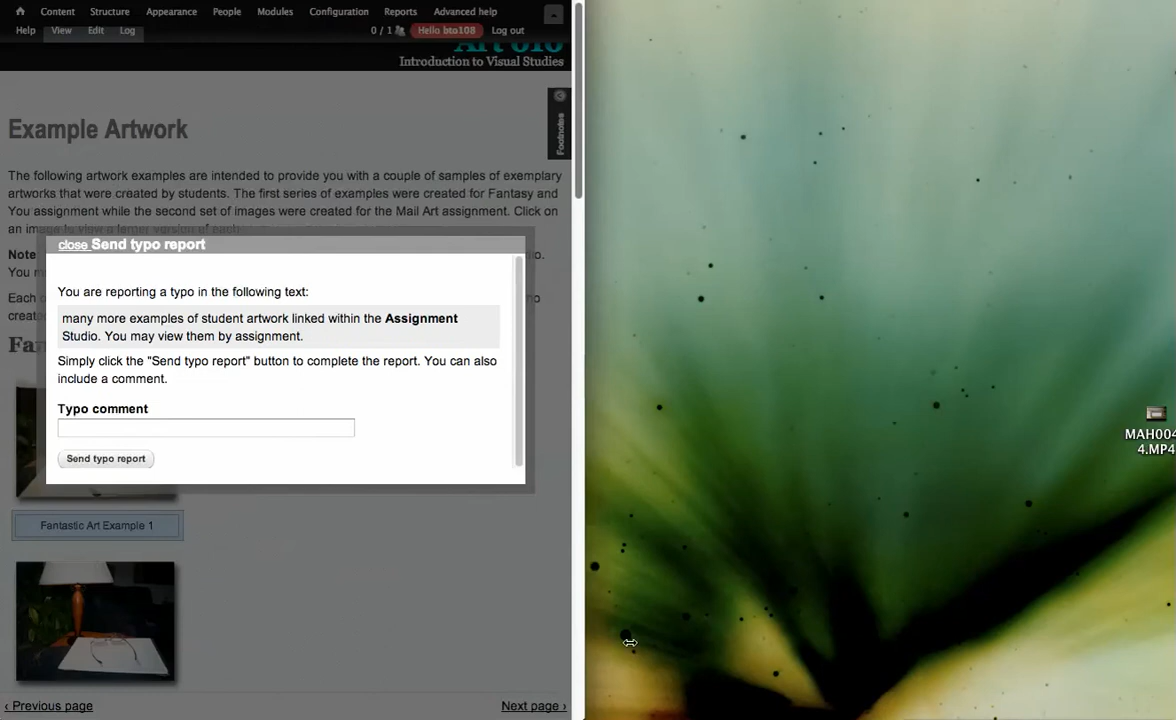 Content Structure Appearance People Modules Configuration Reports Advanced help
Help View Edit Log 0 / 1 Hello bto108 Log out
Introduction to Visual Studies
Footnotes
Example Artwork
The following artwork examples are intended to provide you with a couple of samples of exemplary
artworks that were created by students. The first series of examples were created for Fantasy and
You assignment while the second set of images were created for the Mail Art assignment. Click on
an image to view a larger version of each
Note
close Send typo report
You are reporting a typo in the following text:
many more examples of student artwork linked within the Assignment
Studio. You may view them by assignment.
Simply click the "Send typo report" button to complete the report. You can also
include a comment.
Typo comment
Send typo report
Fantastic Art Example 1
‹ Previous page Next page ›
MAH004
4.MP4